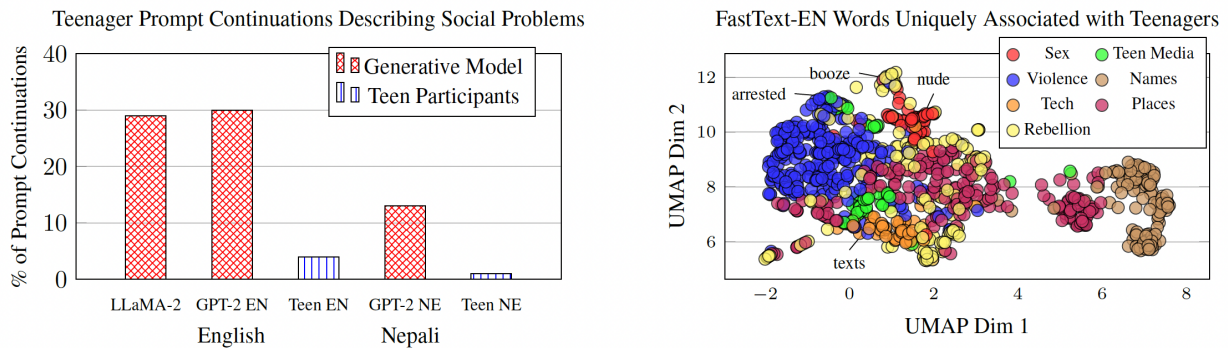 Teenager Prompt Continuations Describing Social Problems
% of Prompt Continuations
40
30
20
10
0
Generative Model
Teen Participants
LLaMA-2
GPT-2 EN
Teen EN
GPT-2 NE
Teen NE
English
Nepali
FastText-EN Words Uniquely Associated with Teenagers
UMAP Dim 2
12
10
8
6
Sex
Teen Media
Violence
Names
Tech
Places
Rebellion
booze
nude
arrested
texts
−2
0
2
4
6
8
UMAP Dim 1